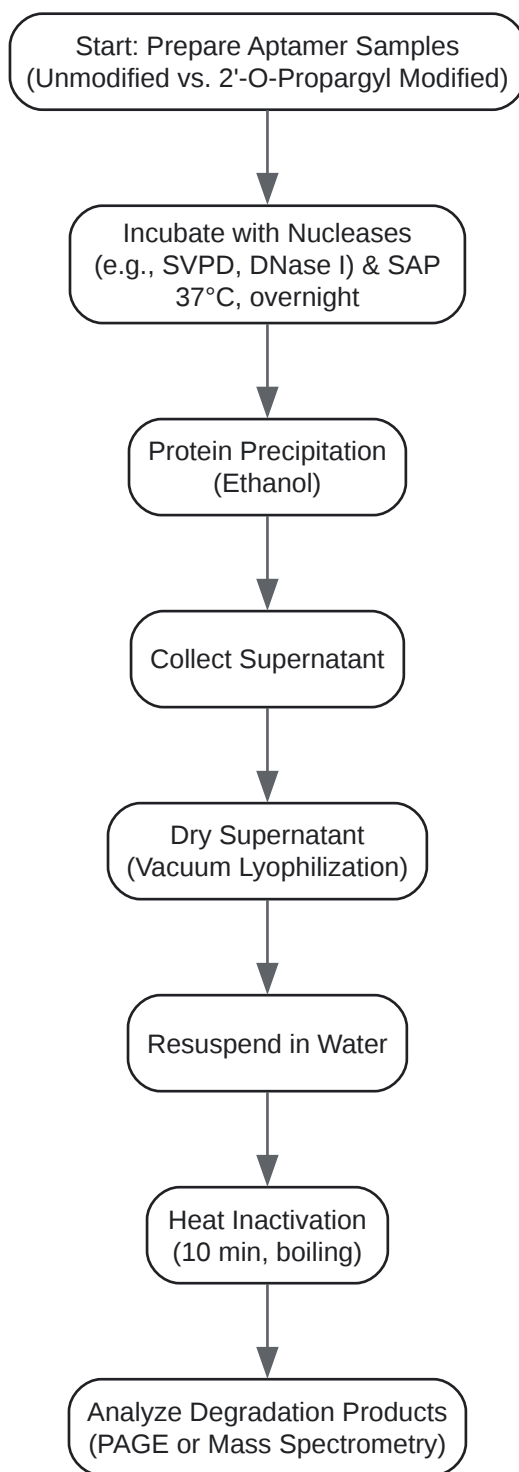 Start: Prepare Aptamer Samples
(Unmodified vs. 2'-O-Propargyl Modified)
Incubate with Nucleases
(e.g., SVPD, DNase I) & SAP
37°C, overnight
Protein Precipitation
(Ethanol)
Collect Supernatant
Dry Supernatant
(Vacuum Lyophilization)
Resuspend in Water
Heat Inactivation
(10 min, boiling)
Analyze Degradation Products
(PAGE or Mass Spectrometry)